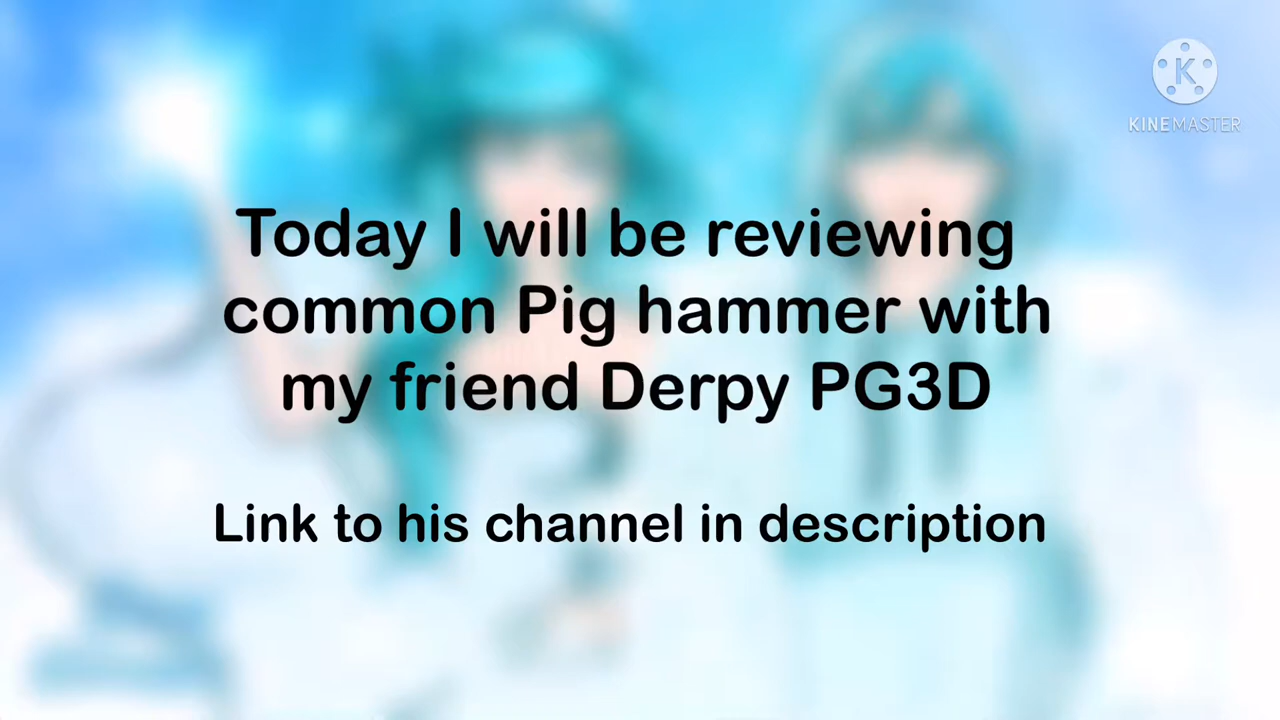 KINEMASTER
Today I will be reviewing
common Pig hammer with
my friend Derpy PG3D
Link to his channel in description